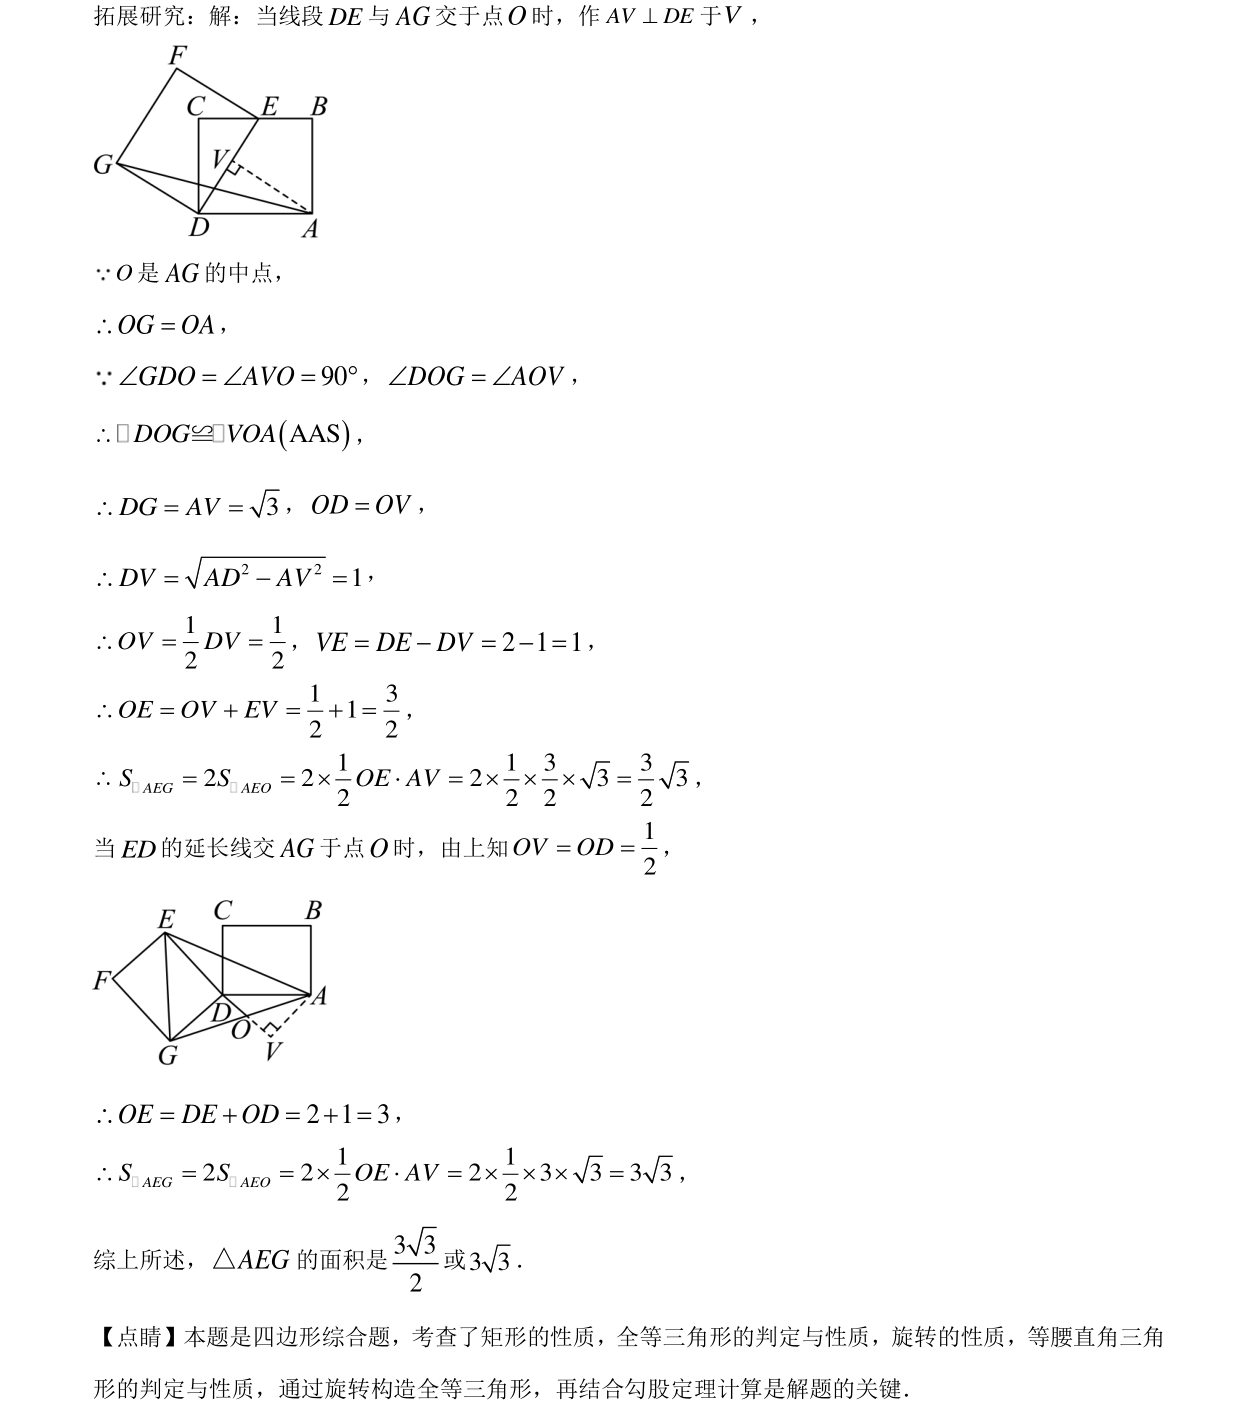 拓展研究：解：当线段DE与AG交于点O时，作AV⊥DE于V，
F
C E B
V
G
D A
∵O是AG的中点，
∴OG=OA，
∵∠GDO=∠AVO=90°，∠DOG=∠AOV，
∴□DOG≌□VOA(AAS)，
∴DG=AV=√3，OD=OV，
∴DV=√(AD²−AV²)=1，
∴OV=1/2DV=1/2，VE=DE−DV=2−1=1，
∴OE=OV+EV=1/2+1=3/2，
∴S□AEG=2S□AEO=2×1/2OE·AV=2×1/2×3/2×√3=3/2√3，
当ED的延长线交AG于点O时，由上知OV=OD=1/2，
E C B
F
D A
O
G V
∴OE=DE+OD=2+1=3，
∴S□AEG=2S□AEO=2×1/2OE·AV=2×1/2×3×√3=3√3，
综上所述，△AEG的面积是3√3/2或3√3．
【点睛】本题是四边形综合题，考查了矩形的性质，全等三角形的判定与性质，旋转的性质，等腰直角三角
形的判定与性质，通过旋转构造全等三角形，再结合勾股定理计算是解题的关键．